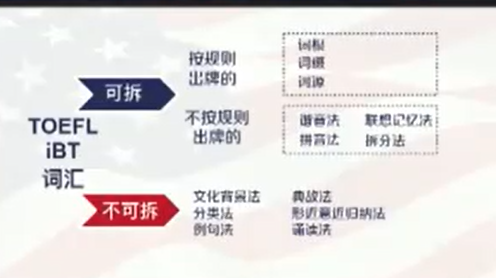 TOEFL
iBT
词汇
可拆
按规则
出牌的
词根
词缀
词源
不按规则
出牌的
谐音法 联想记忆法
拼音法 拆分法
不可拆
文化背景法 典故法
分类法 形近意近归纳法
例句法 诵读法